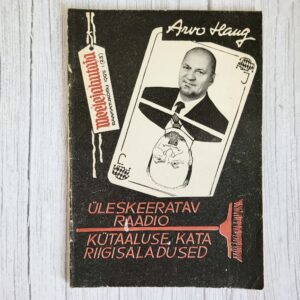 Arvo Haug
Meelejahutaja
J
J
ÜLESKEERATAV
RAADIO
KÜTAALUSE KATA
RIIGISALADUSED